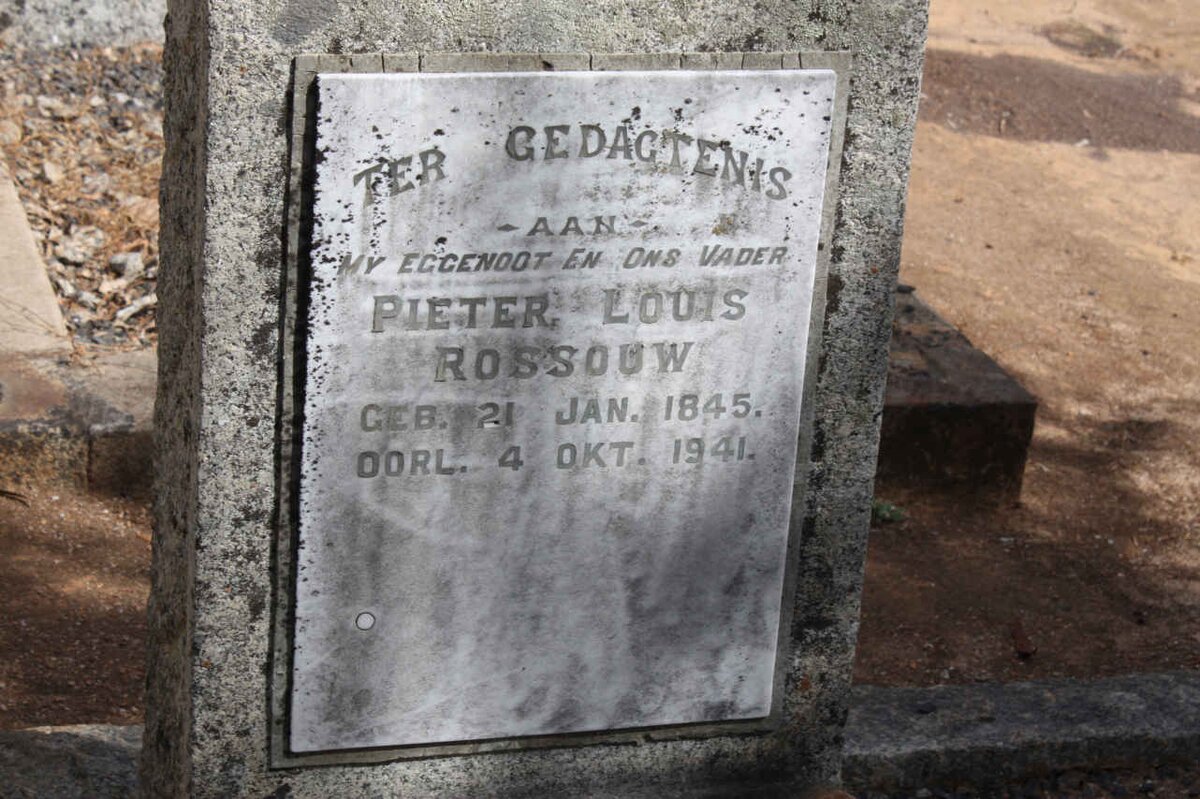 TER GEDAGTENIS
- AAN -
MY EGGENOOT EN ONS VADER
PIETER LOUIS
ROSSOUW
GEB. 21 JAN. 1845.
OORL. 4 OKT. 1941.